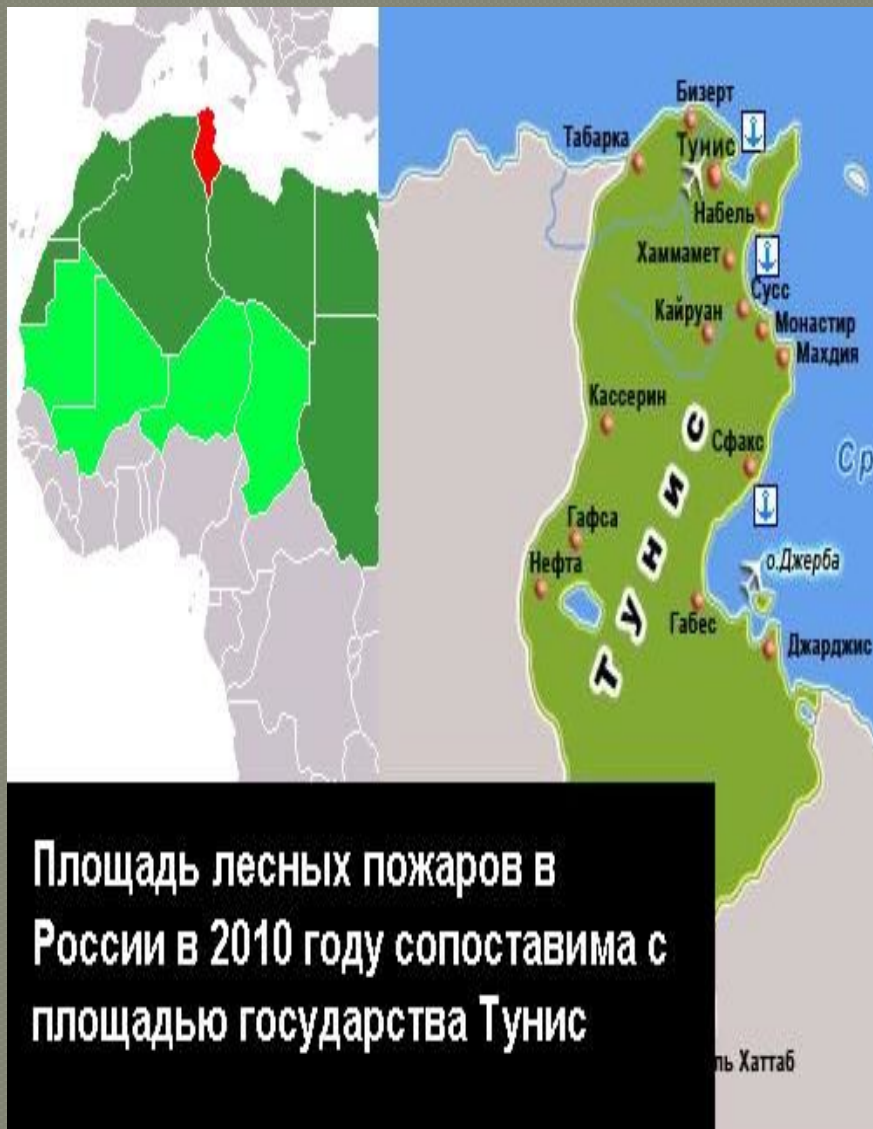 Бизерт
Табарка
Тунис
Набель
Хаммамет
Сусс
Кайруан
Монастир
Махдия
Кассерин
Сфакс
Ср
Тунис
Гафса
о.Джерба
Нефта
Габес
Джарджис
Площадь лесных пожаров в
России в 2010 году сопоставима с
площадью государства Тунис
ль Хаттаб